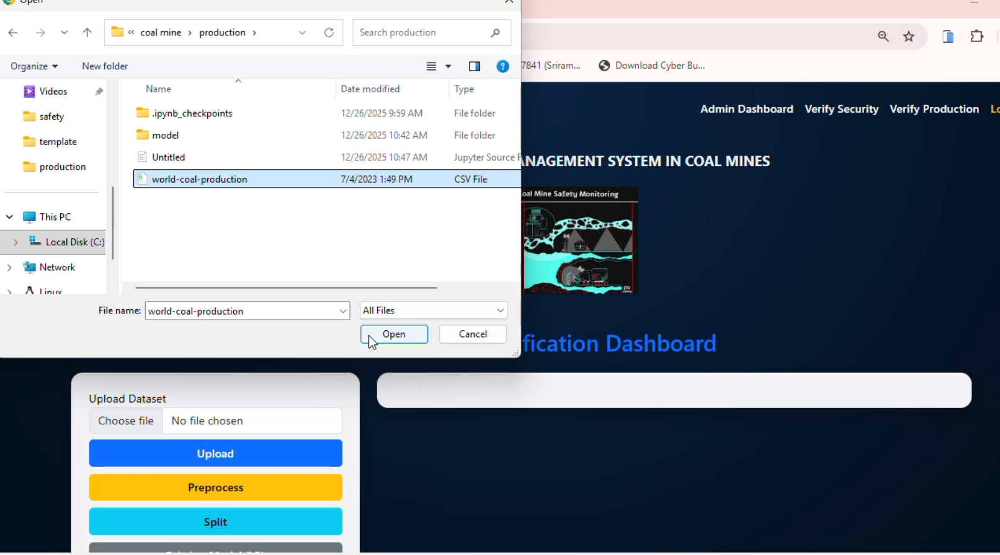 Open
« coal mine › production ›
Search production
Organize
New folder
Name
Date modified
Type
Videos
safety
template
production
This PC
Local Disk (C:)
Network
Linux
.ipynb_checkpoints 12/26/2025 9:59 AM File folder
model 12/26/2025 10:42 AM File folder
Untitled 12/26/2025 10:47 AM Jupyter Source F
world-coal-production 7/4/2023 1:49 PM CSV File
File name: world-coal-production
All Files
Open
Cancel
7841 (Sriram...
Download Cyber Bu...
Admin Dashboard Verify Security Verify Production Lo
ANAGEMENT SYSTEM IN COAL MINES
oal Mine Safety Monitoring
fication Dashboard
Upload Dataset
Choose file No file chosen
Upload
Preprocess
Split